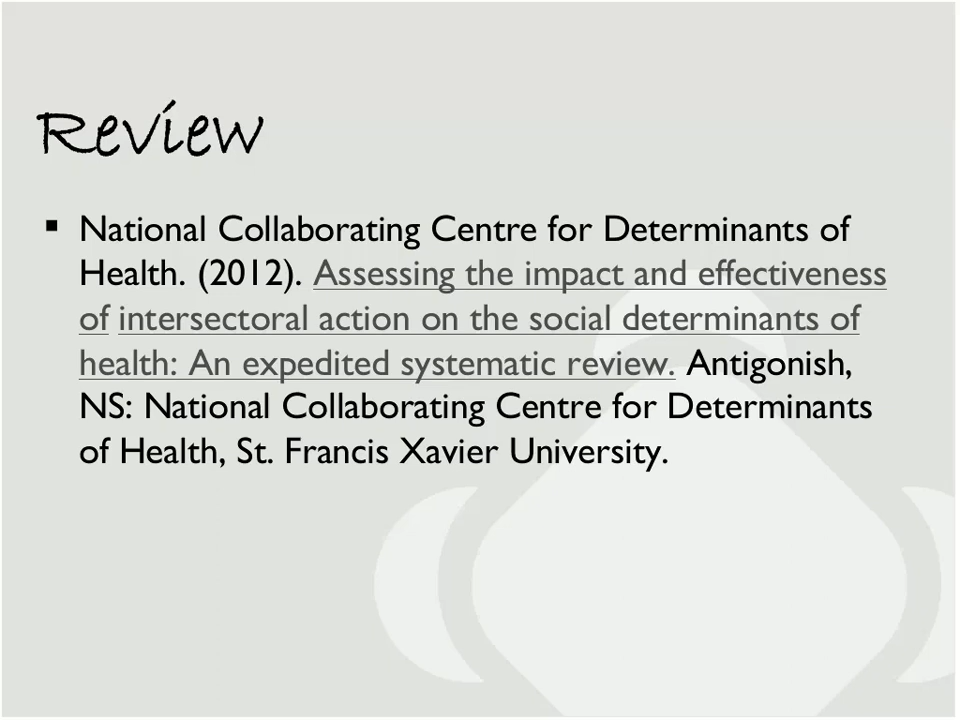 Review
▪ National Collaborating Centre for Determinants of
Health. (2012). Assessing the impact and effectiveness
of intersectoral action on the social determinants of
health: An expedited systematic review. Antigonish,
NS: National Collaborating Centre for Determinants
of Health, St. Francis Xavier University.